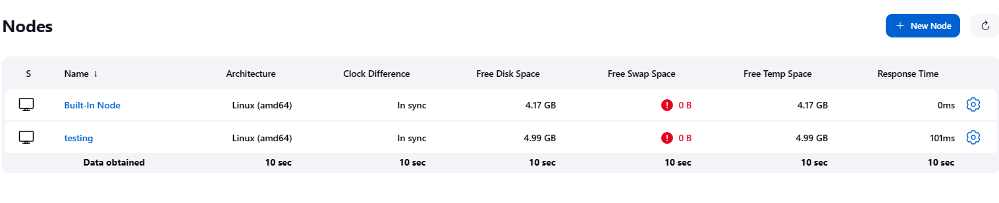 Nodes
+ New Node
S Name ↓ Architecture Clock Difference Free Disk Space Free Swap Space Free Temp Space Response Time
Built-In Node Linux (amd64) In sync 4.17 GB ! 0 B 4.17 GB 0ms
testing Linux (amd64) In sync 4.99 GB ! 0 B 4.99 GB 101ms
Data obtained 10 sec 10 sec 10 sec 10 sec 10 sec 10 sec